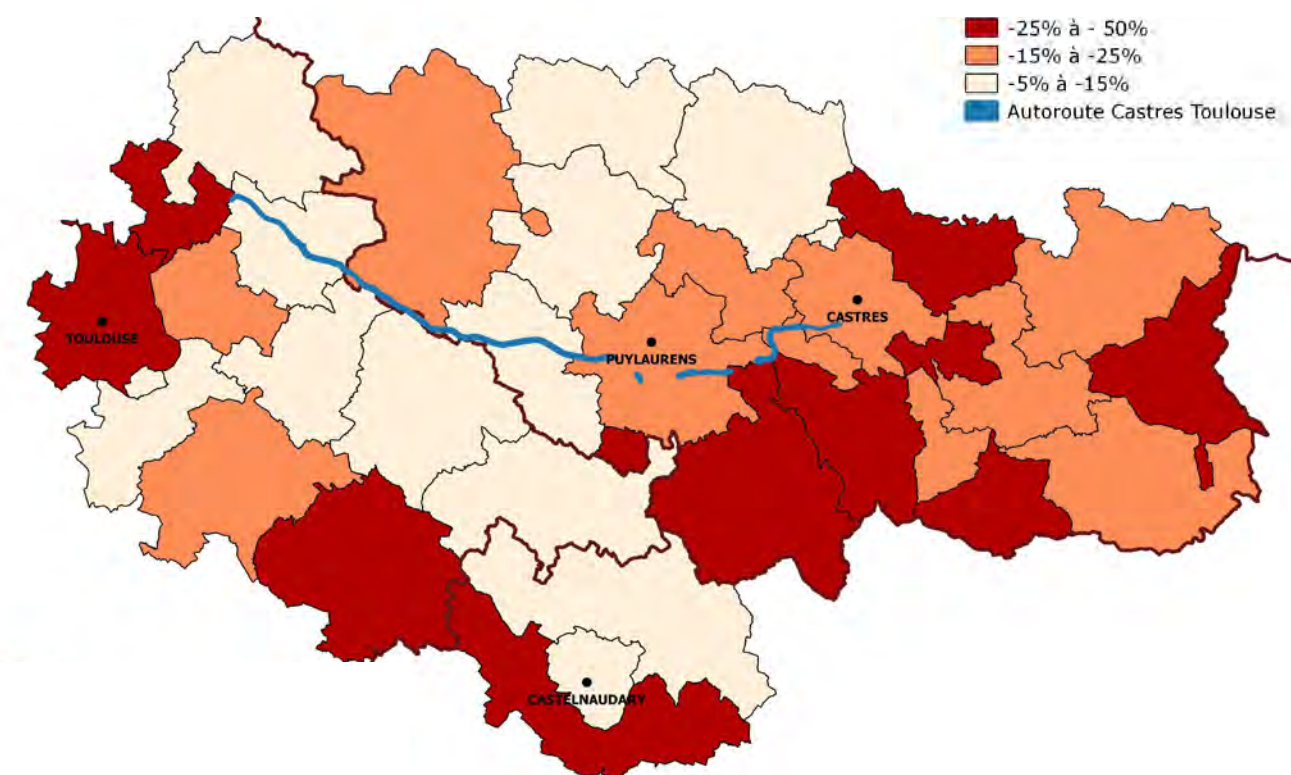 -25% à - 50%
-15% à -25%
-5% à -15%
Autoroute Castres Toulouse
CASTRES
TOULOUSE
PUYLAURENS
CASTELNAUDARY